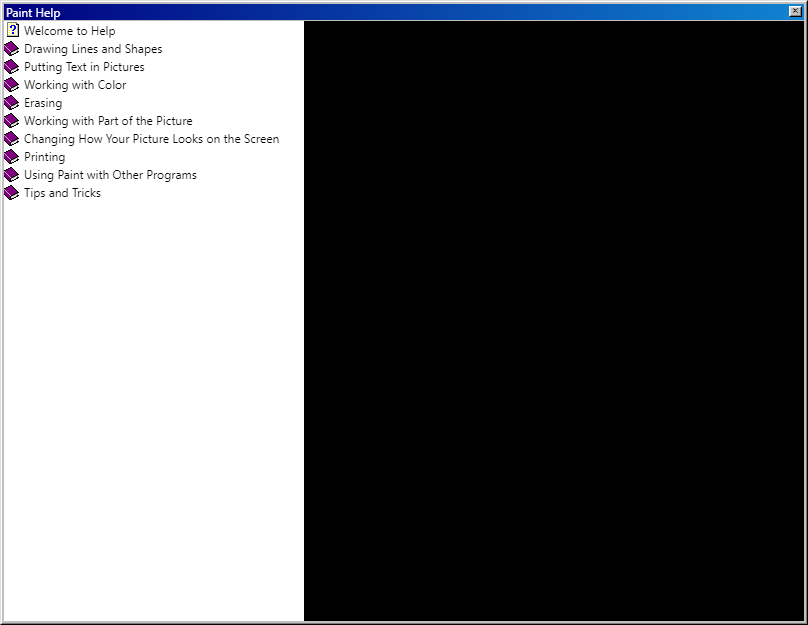 Paint Help
Welcome to Help
Drawing Lines and Shapes
Putting Text in Pictures
Working with Color
Erasing
Working with Part of the Picture
Changing How Your Picture Looks on the Screen
Printing
Using Paint with Other Programs
Tips and Tricks